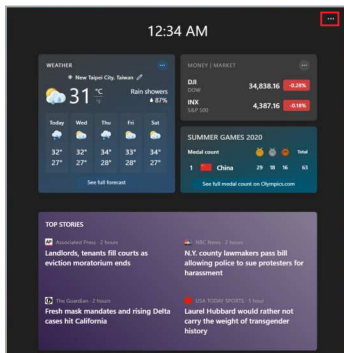 12:34 AM
WEATHER
New Taipei City, Taiwan
31 °C
Rain showers
87%
Today Wed Thu Fri Sat
32° 32° 34° 33° 34°
27° 27° 28° 28° 27°
See full forecast
MONEY | MARKET
DJI
DOW
34,838.16 -0.28%
INX
S&P 500
4,387.16 -0.18%
SUMMER GAMES 2020
Medal count Total
1 China 29 18 16 63
See full medal count on Olympics.com
TOP STORIES
AP Associated Press · 2 hours
Landlords, tenants fill courts as
eviction moratorium ends
NBC News · 2 hours
N.Y. county lawmakers pass bill
allowing police to sue protesters for
harassment
The Guardian · 2 hours
Fresh mask mandates and rising Delta
cases hit California
USA TODAY SPORTS · 1 hour
Laurel Hubbard would rather not
carry the weight of transgender
history